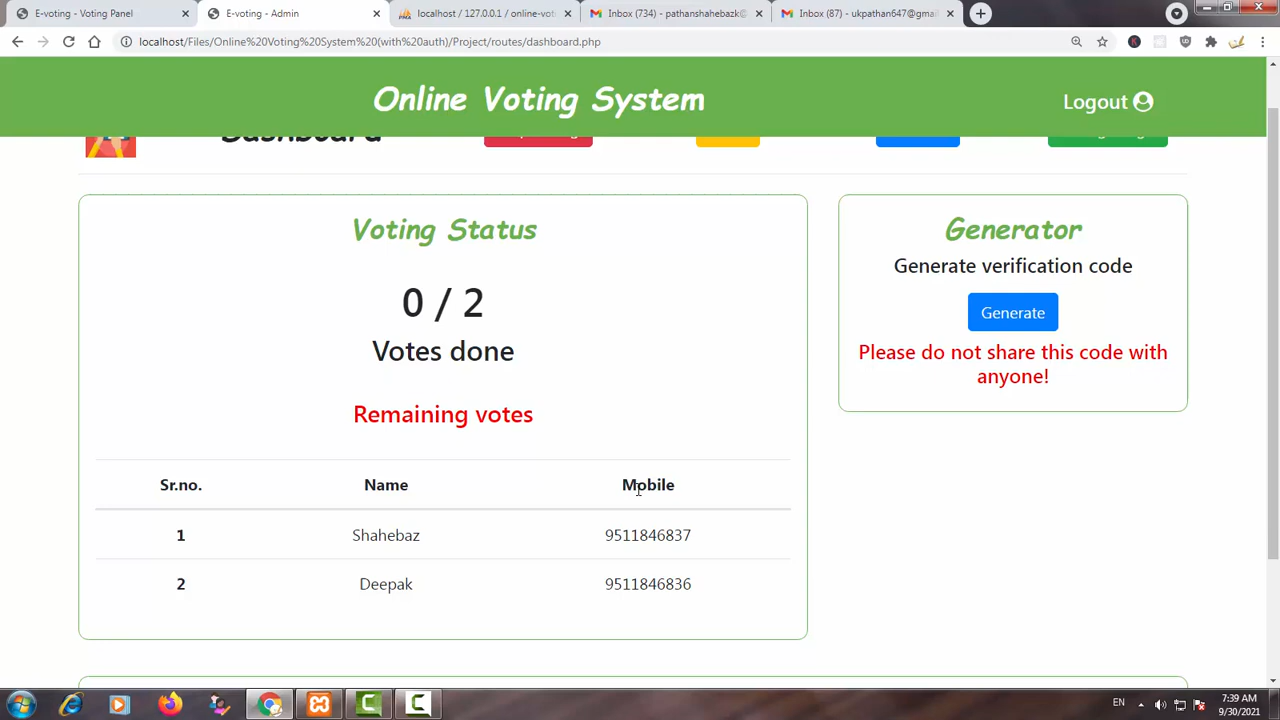 E-voting - Voting Panel
E-voting - Admin
localhost / 127.0.0.1 / online-vot
Inbox (734) - pathanshahebazk@
Inbox (87) - ukpathan647@gmai
localhost/Files/Online%20Voting%20System%20(with%20auth)/Project/routes/dashboard.php
Online Voting System
Logout
Dashboard
Voting Status
0 / 2
Votes done
Remaining votes
Sr.no. Name Mobile
1 Shahebaz 9511846837
2 Deepak 9511846836
Generator
Generate verification code
Generate
Please do not share this code with
anyone!
EN
7:39 AM
9/30/2021